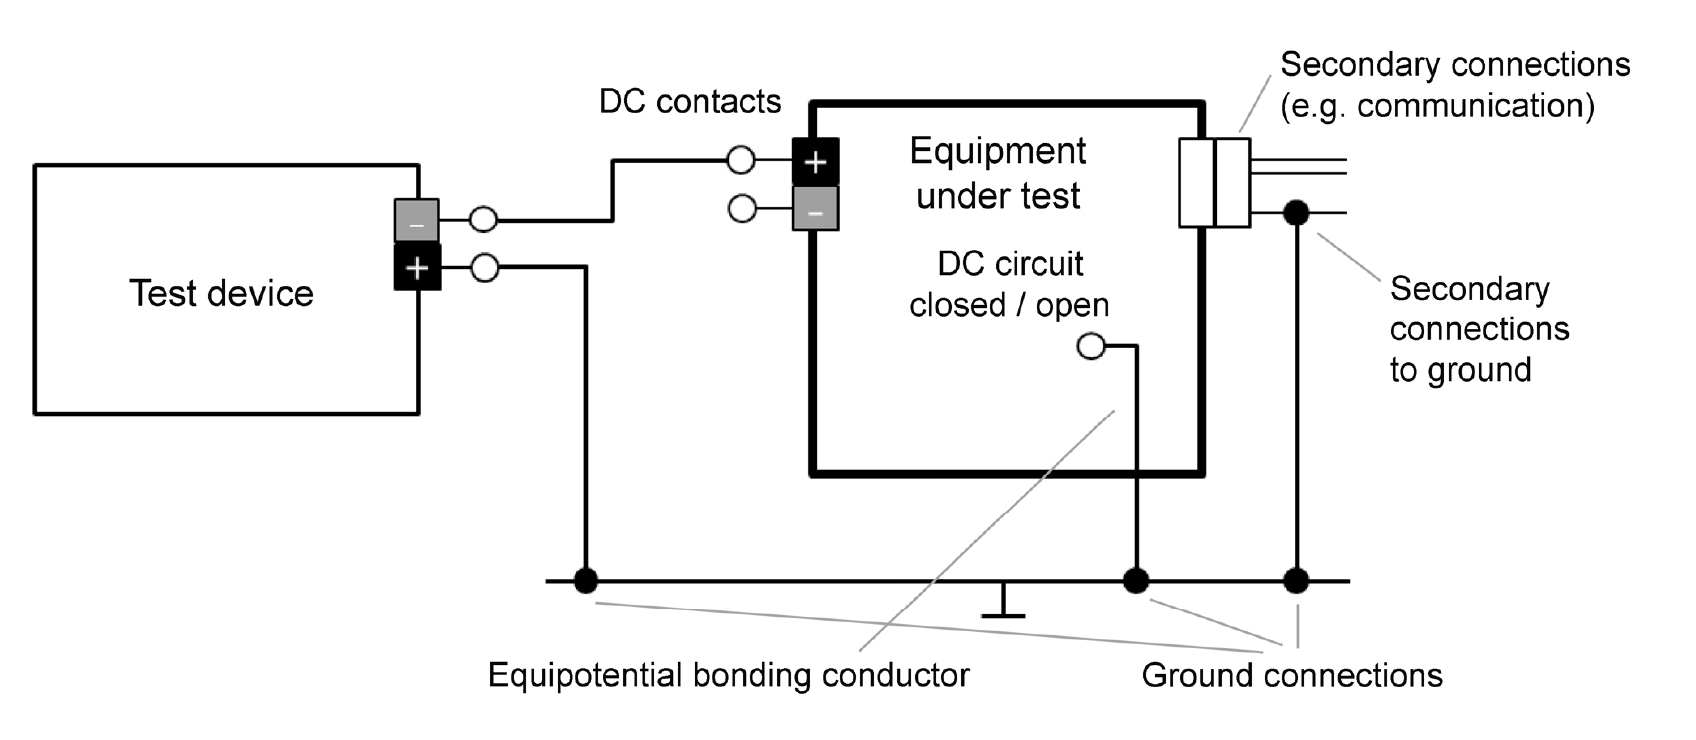 Secondary connections
(e.g. communication)
DC contacts
+
–
Equipment
under test
–
+
Test device
DC circuit
closed / open
Secondary
connections
to ground
Equipotential bonding conductor
Ground connections